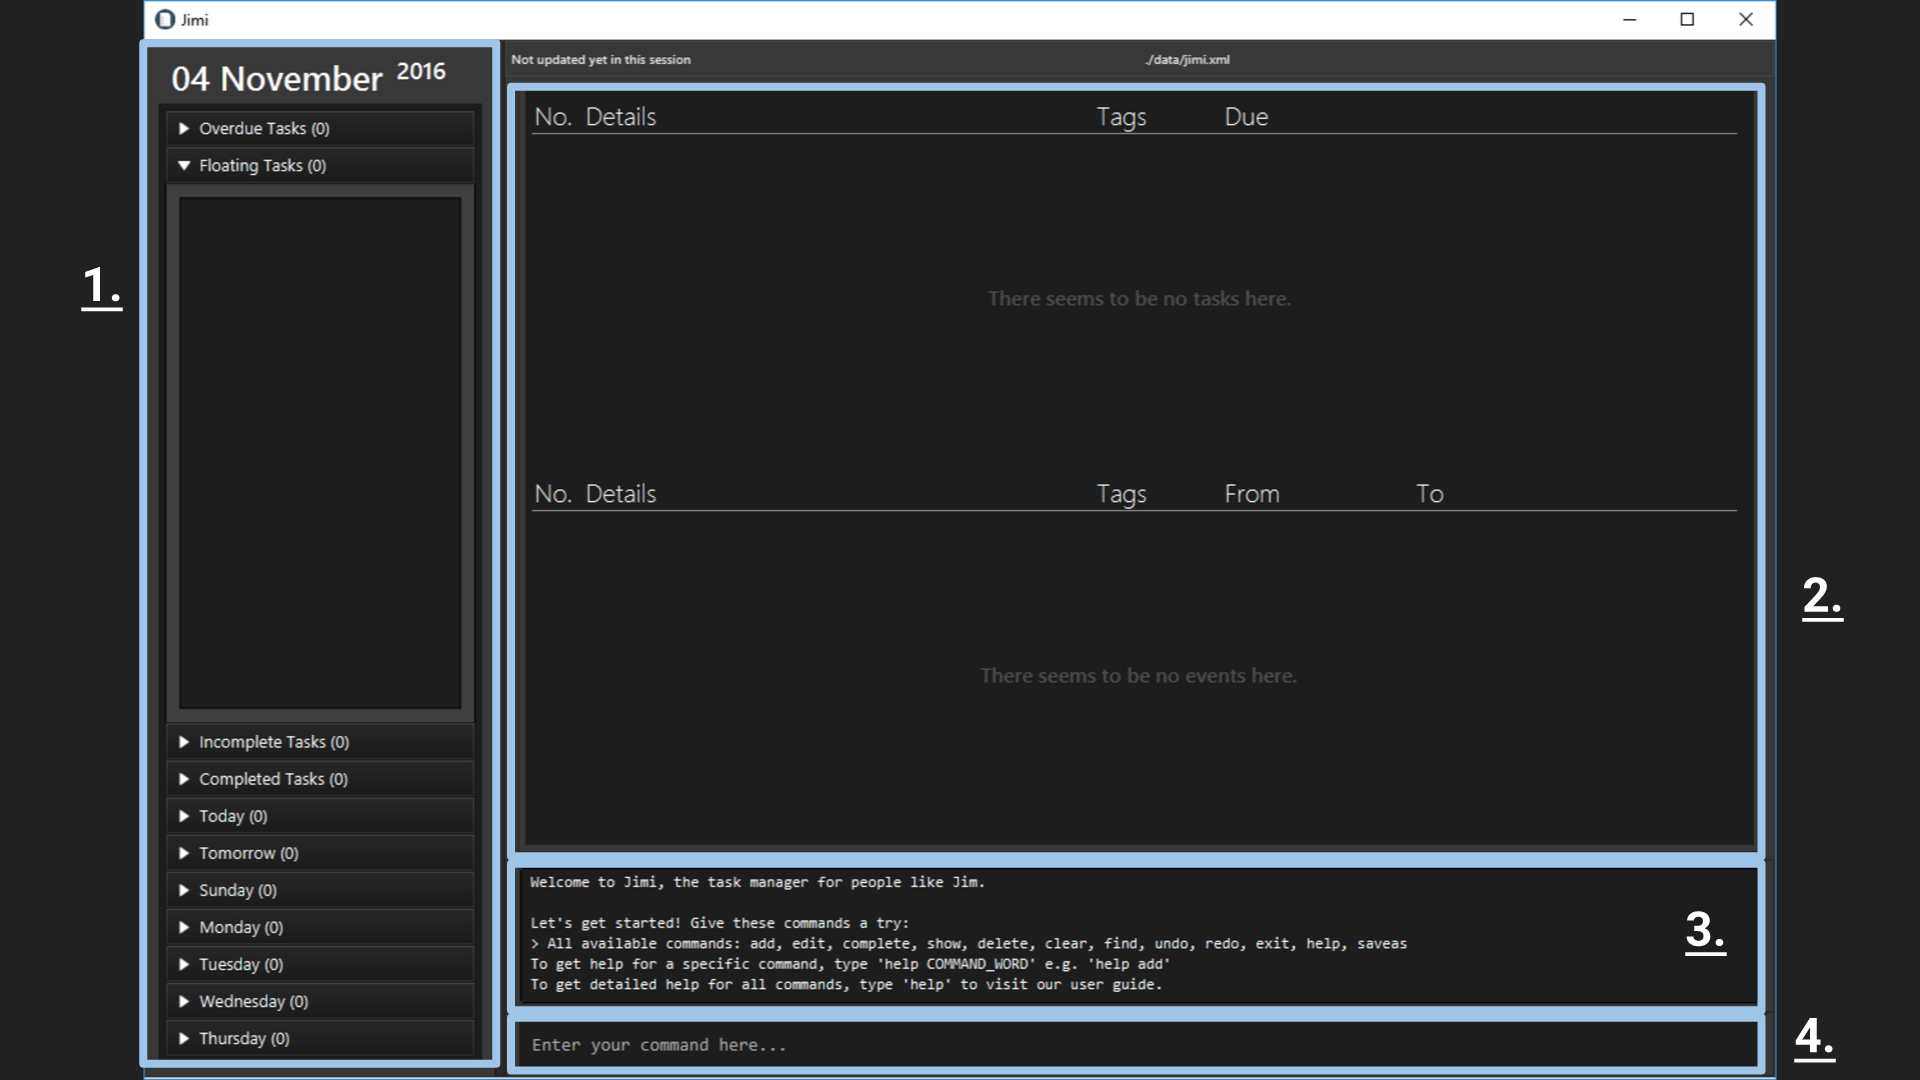 Jimi
04 November 2016
Overdue Tasks (0)
Floating Tasks (0)
1.
Incomplete Tasks (0)
Completed Tasks (0)
Today (0)
Tomorrow (0)
Sunday (0)
Monday (0)
Tuesday (0)
Wednesday (0)
Thursday (0)
Not updated yet in this session
./data/jimi.xml
No. Details Tags Due
There seems to be no tasks here.
No. Details Tags From To
2.
There seems to be no events here.
Welcome to Jimi, the task manager for people like Jim.
Let's get started! Give these commands a try:
> All available commands: add, edit, complete, show, delete, clear, find, undo, redo, exit, help, saveas
To get help for a specific command, type 'help COMMAND_WORD' e.g. 'help add'
To get detailed help for all commands, type 'help' to visit our user guide.
3.
Enter your command here...
4.